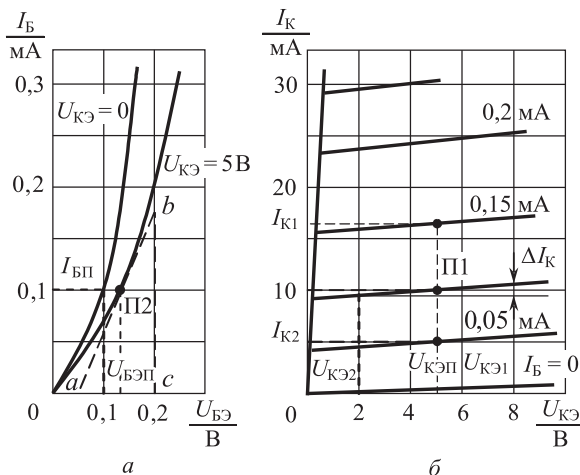 I_Б
мА
0,3
U_КЭ = 0
0,2
U_КЭ = 5 В
b
I_БП
0,1
П2
a
U_БЭП
c
0
0,1
0,2
U_БЭ
В
а
I_К
мА
30
0,2 мА
20
0,15 мА
I_К1
П1
ΔI_К
10
0,05 мА
I_К2
U_КЭ2
U_КЭП
U_КЭ1
I_Б = 0
0
2
4
6
8
U_КЭ
В
б